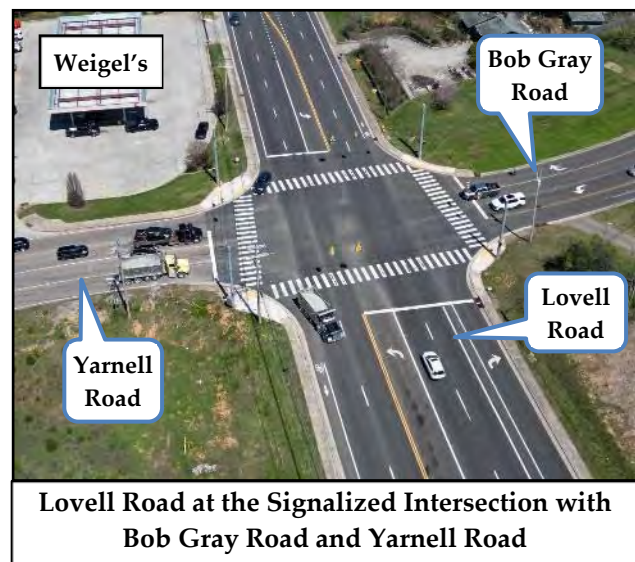 Weigel's
Bob Gray
Road
Lovell
Road
Yarnell
Road
Lovell Road at the Signalized Intersection with
Bob Gray Road and Yarnell Road